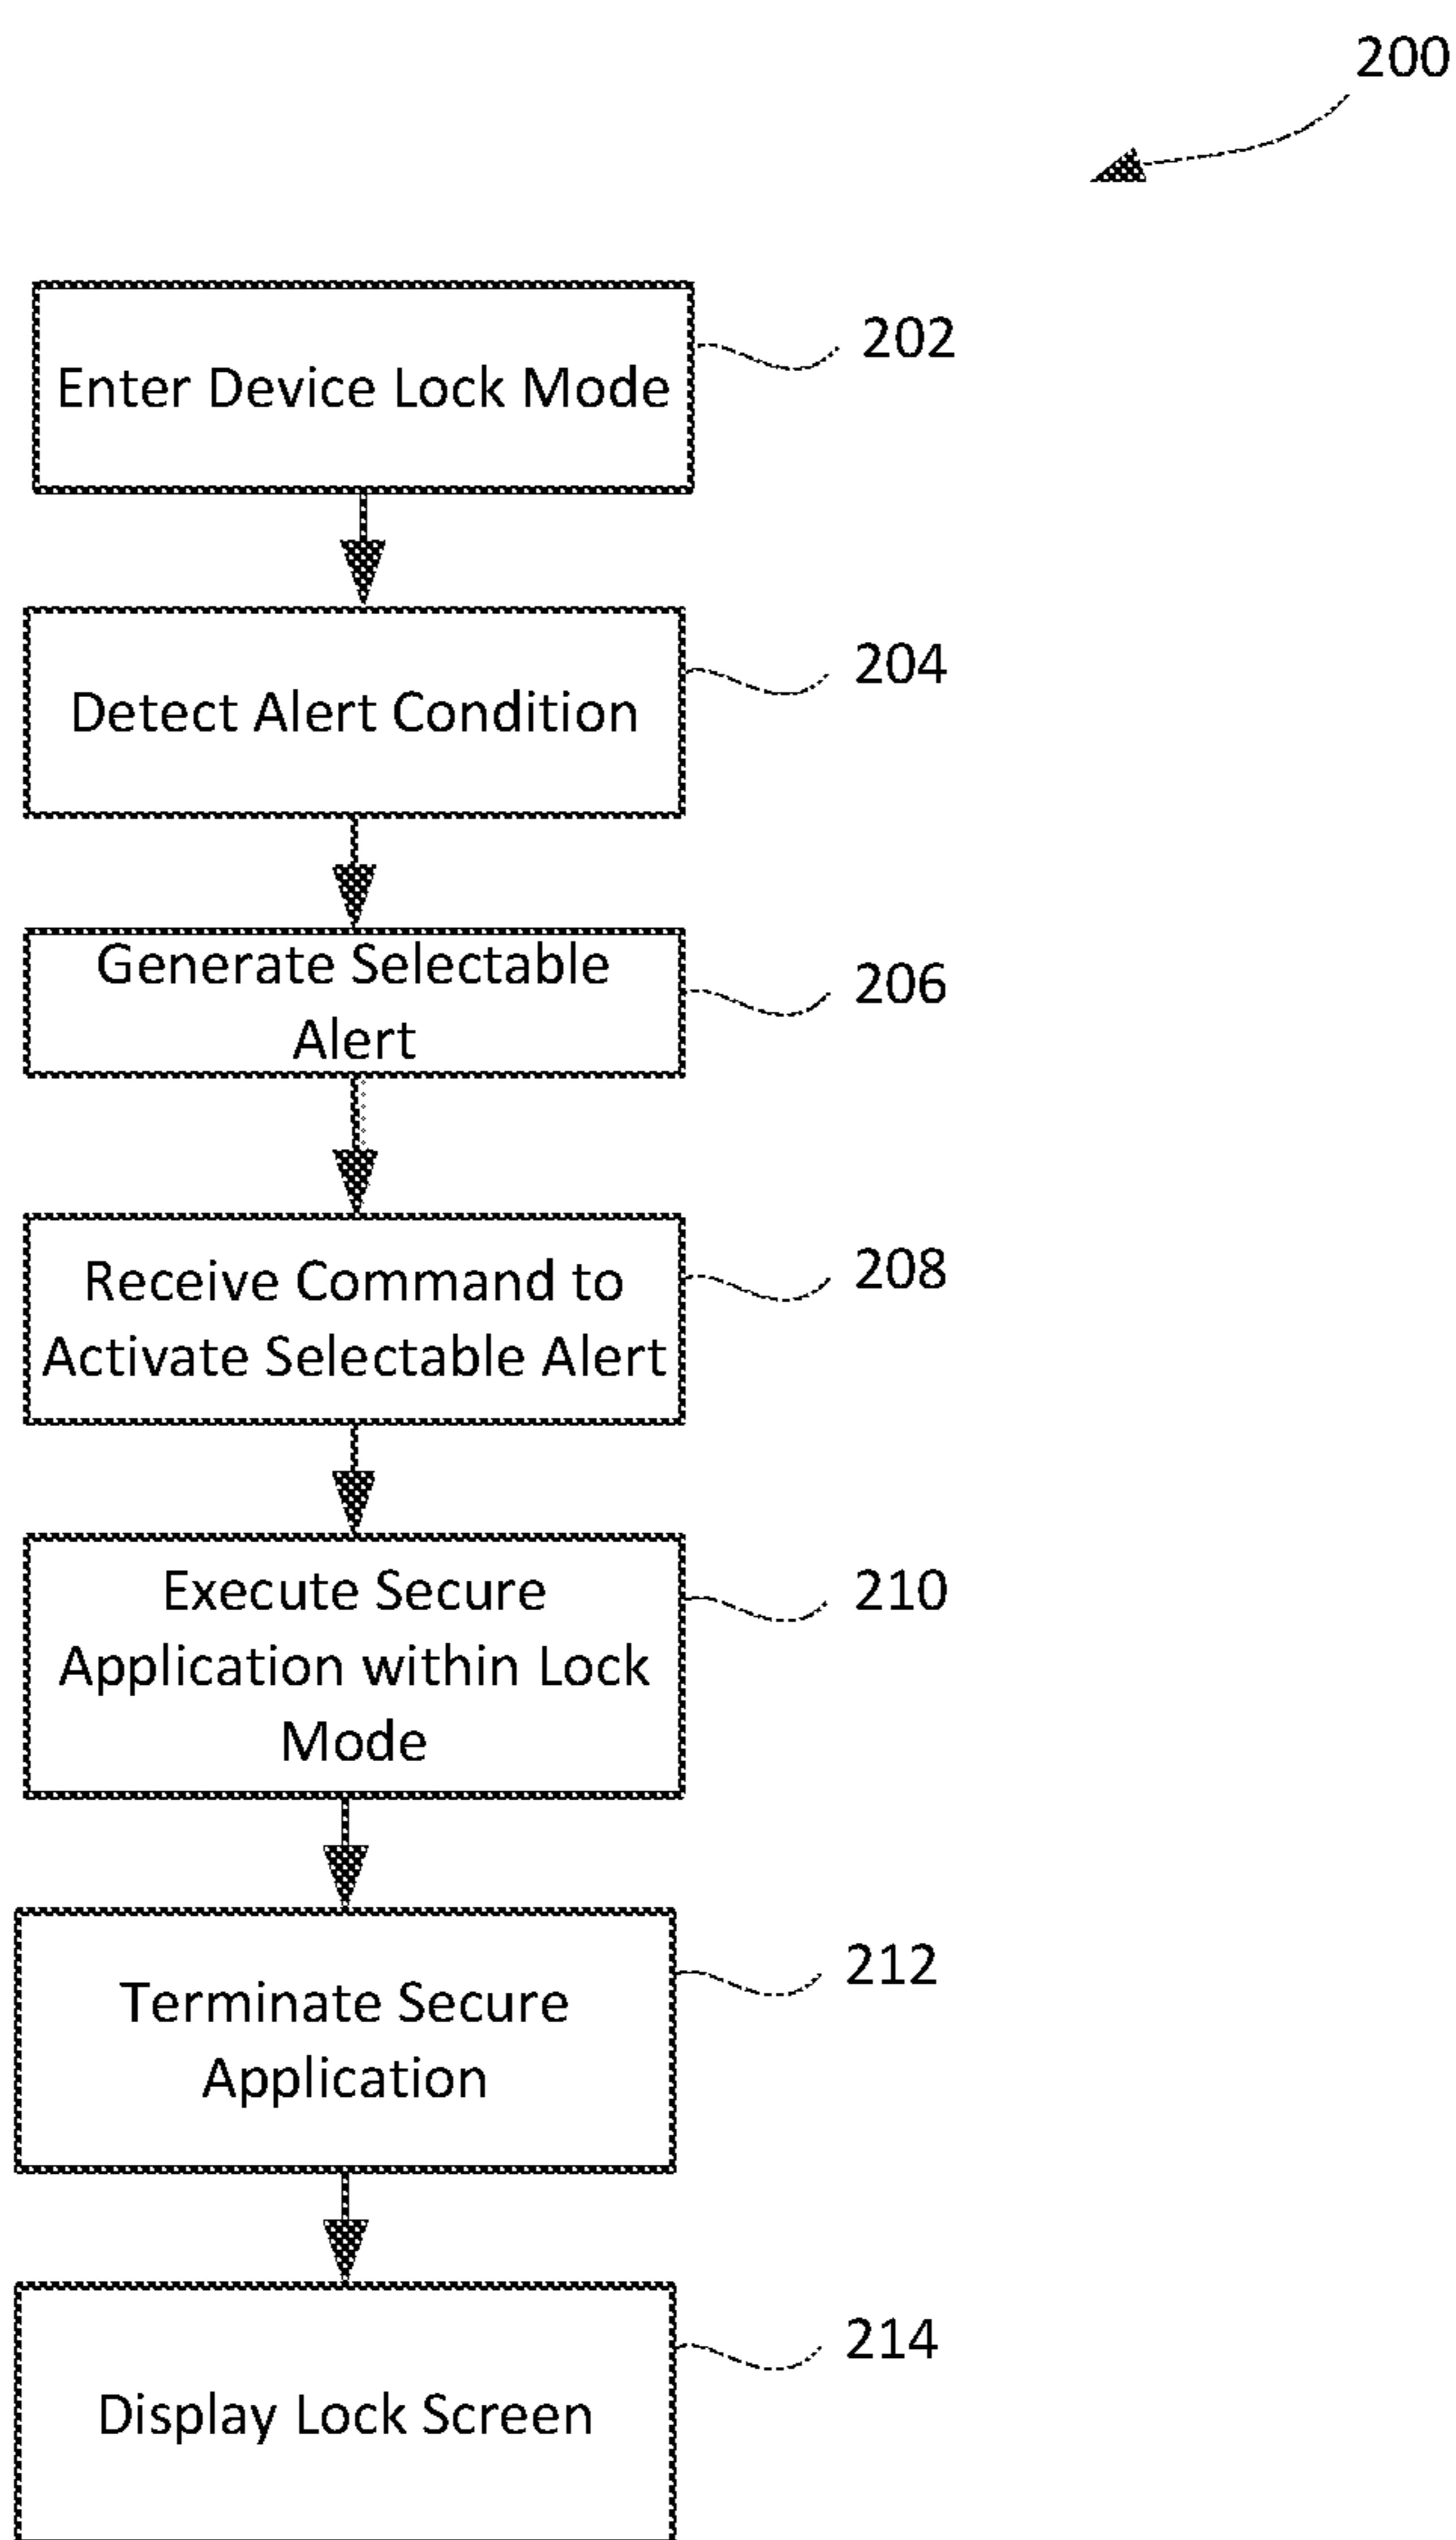 200
Enter Device Lock Mode
202
Detect Alert Condition
204
Generate Selectable
Alert
206
Receive Command to
Activate Selectable Alert
208
Execute Secure
Application within Lock
Mode
210
Terminate Secure
Application
212
Display Lock Screen
214